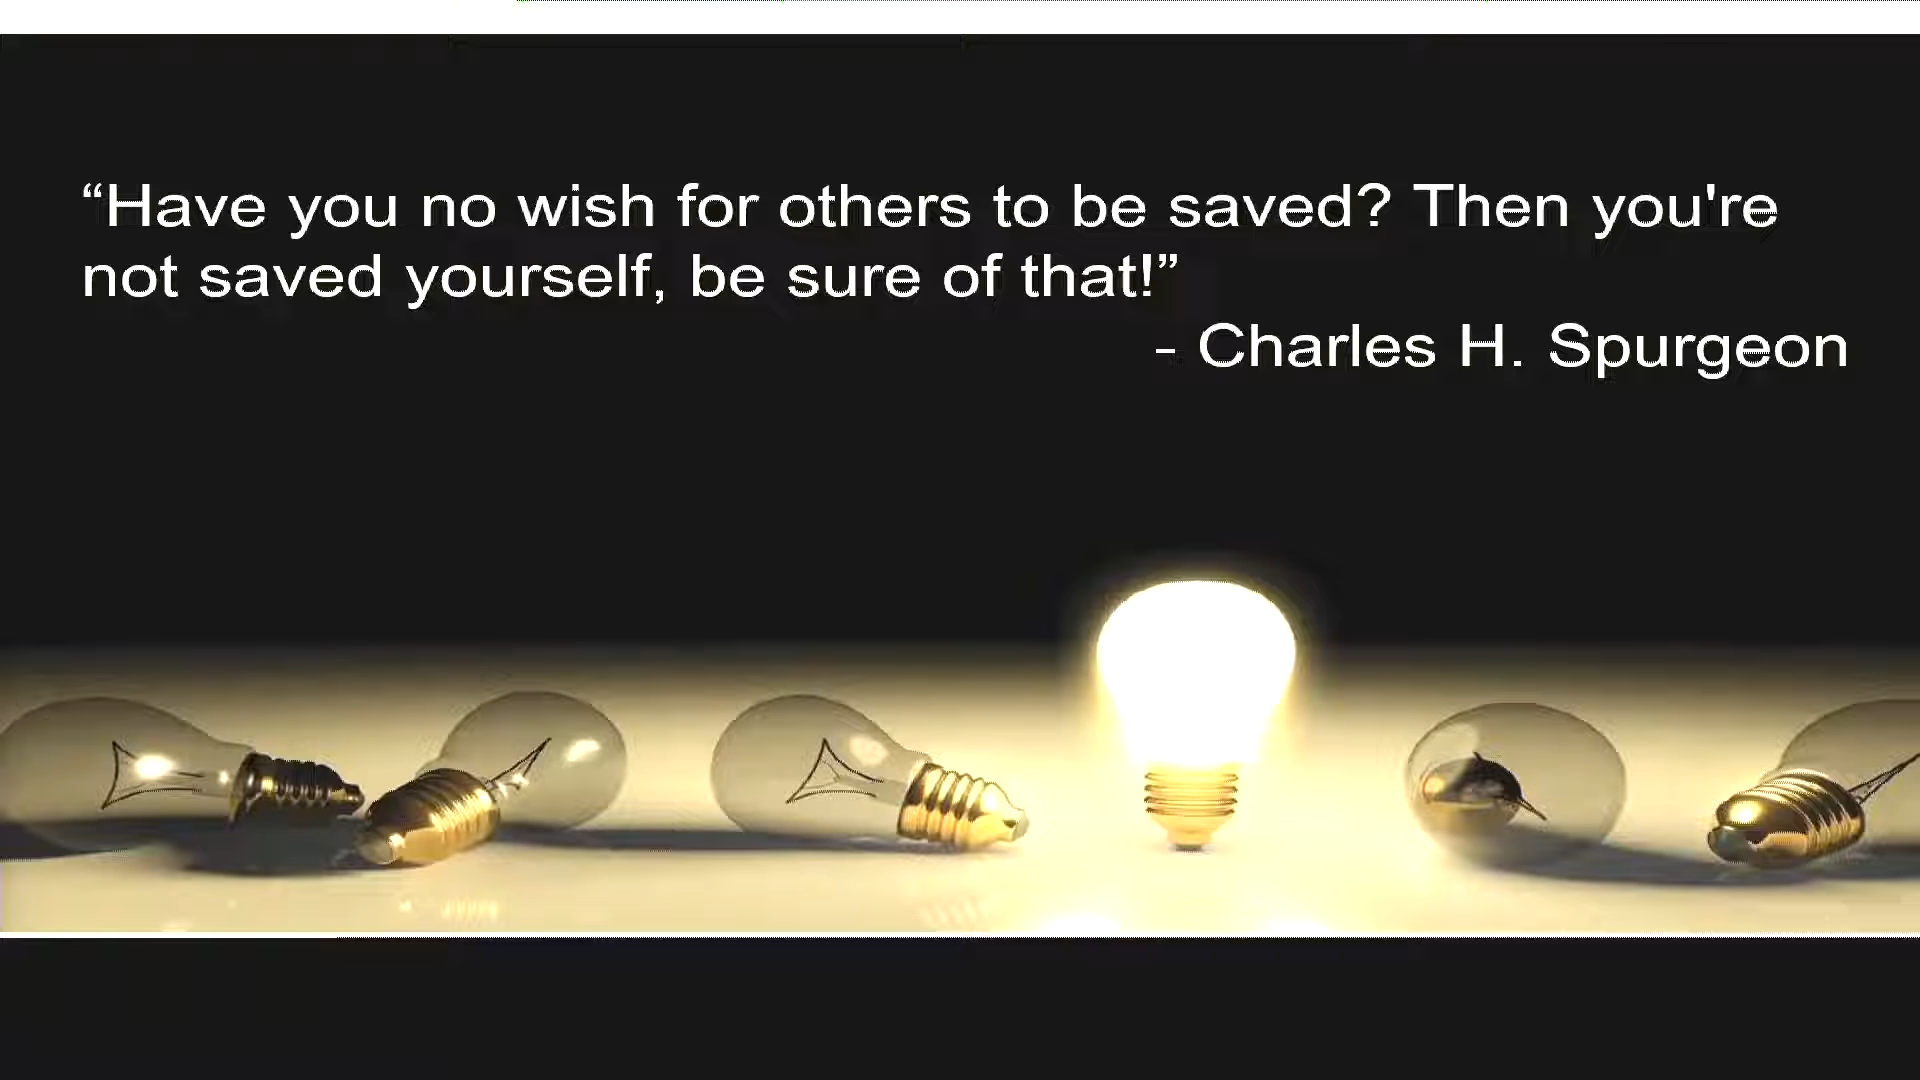 “Have you no wish for others to be saved? Then you're
not saved yourself, be sure of that!”
- Charles H. Spurgeon